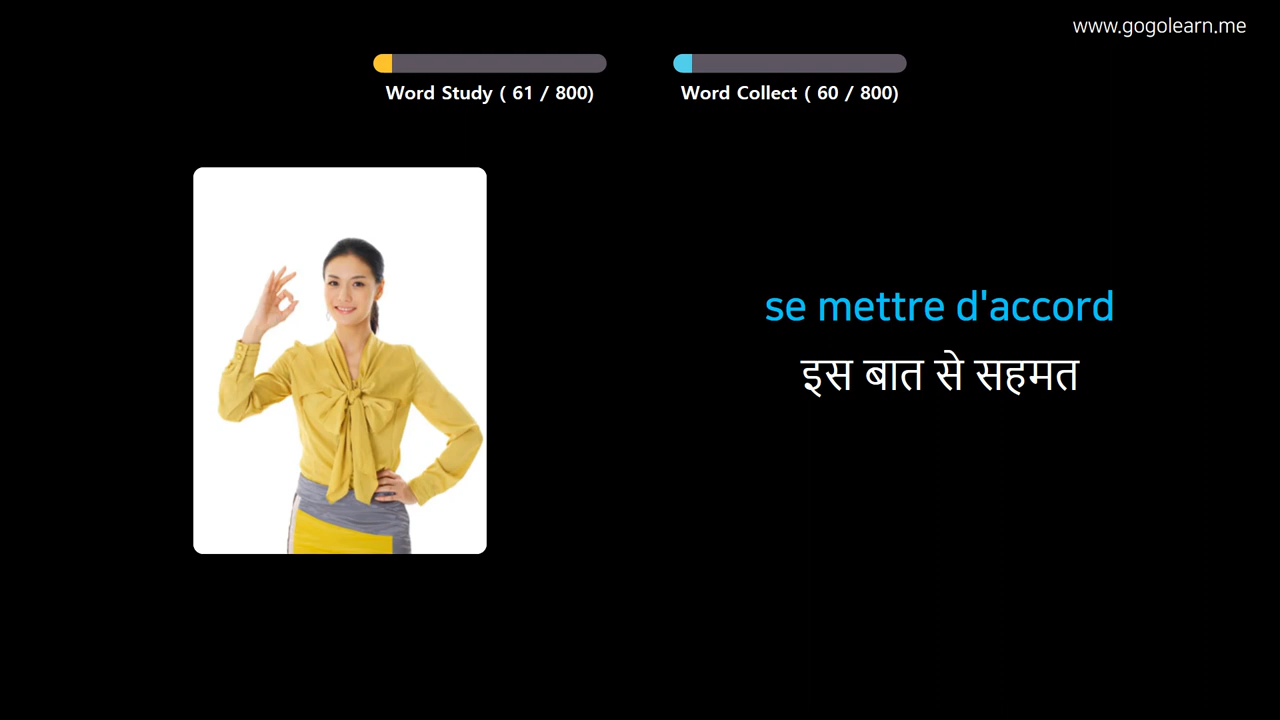 www.gogolearn.me
Word Study ( 61 / 800)
Word Collect ( 60 / 800)
se mettre d'accord
इस बात से सहमत